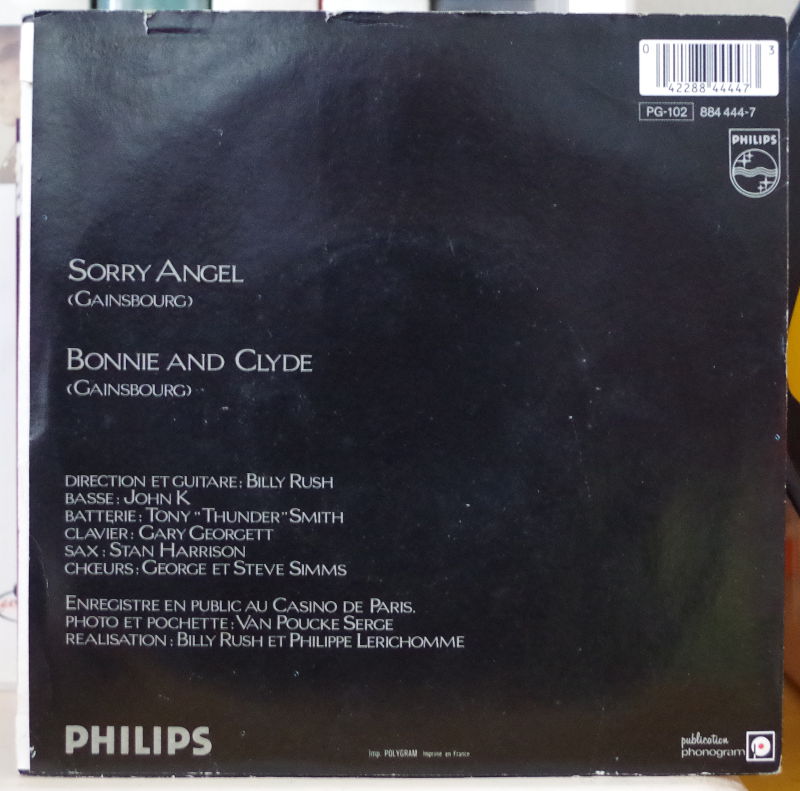 0 42288 44447 3
PG-102 884 444-7
PHILIPS
SORRY ANGEL
(GAINSBOURG)
BONNIE AND CLYDE
(GAINSBOURG)
DIRECTION ET GUITARE: BILLY RUSH
BASSE: JOHN K
BATTERIE: TONY "THUNDER" SMITH
CLAVIER: GARY GEORGETT
SAX: STAN HARRISON
CHŒURS: GEORGE ET STEVE SIMMS
ENREGISTRE EN PUBLIC AU CASINO DE PARIS.
PHOTO ET POCHETTE: VAN POUCKE SERGE
REALISATION: BILLY RUSH ET PHILIPPE LERICHOMME
PHILIPS
Imp. POLYGRAM Imprimé en France
publication
phonogram